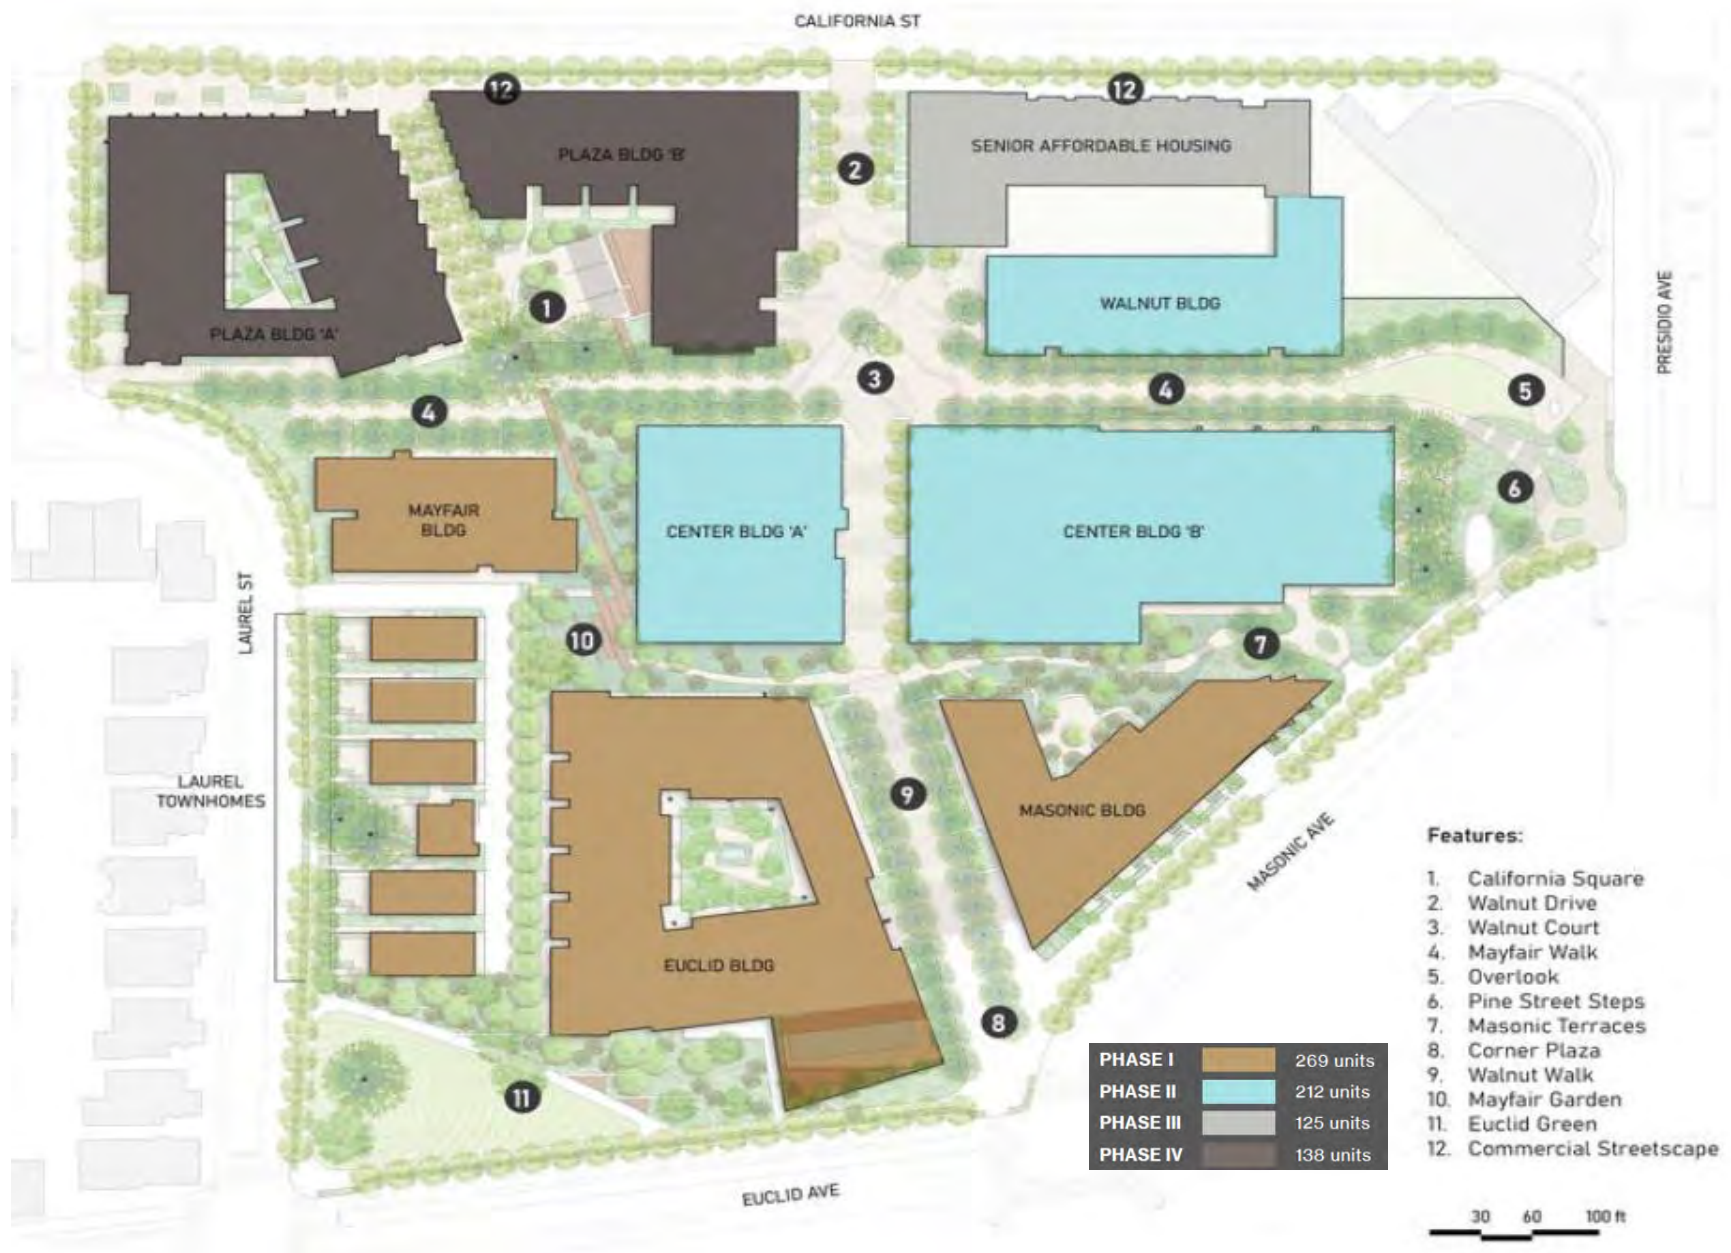 CALIFORNIA ST
12
12
PLAZA BLDG 'B'
SENIOR AFFORDABLE HOUSING
2
1
WALNUT BLDG
PLAZA BLDG 'A'
PRESIDIO AVE
3
4
4
5
6
MAYFAIR
BLDG
CENTER BLDG 'A'
CENTER BLDG 'B'
LAUREL ST
10
7
LAUREL
TOWNHOMES
9
MASONIC BLDG
MASONIC AVE
EUCLID BLDG
8
11
EUCLID AVE
PHASE I 269 units
PHASE II 212 units
PHASE III 125 units
PHASE IV 138 units
Features:
1. California Square
2. Walnut Drive
3. Walnut Court
4. Mayfair Walk
5. Overlook
6. Pine Street Steps
7. Masonic Terraces
8. Corner Plaza
9. Walnut Walk
10. Mayfair Garden
11. Euclid Green
12. Commercial Streetscape
30 60 100 ft